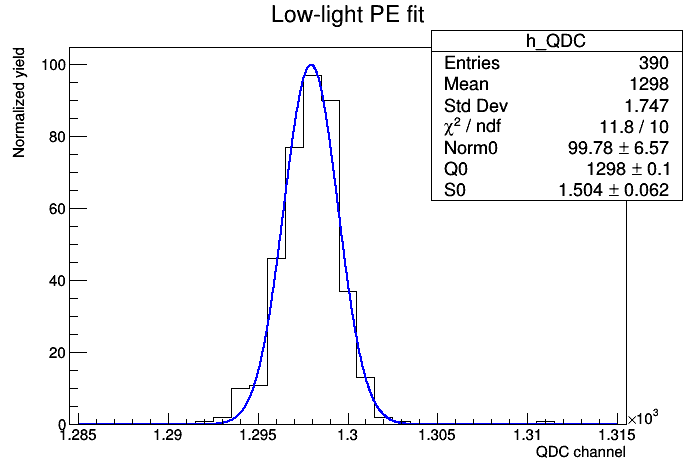 Low-light PE fit
h_QDC
Entries 390
Mean 1298
Std Dev 1.747
χ² / ndf 11.8 / 10
Norm0 99.78 ± 6.57
Q0 1298 ± 0.1
S0 1.504 ± 0.062
Normalized yield
100
80
60
40
20
0
1.285 1.29 1.295 1.3 1.305 1.31 1.315
×10³
QDC channel